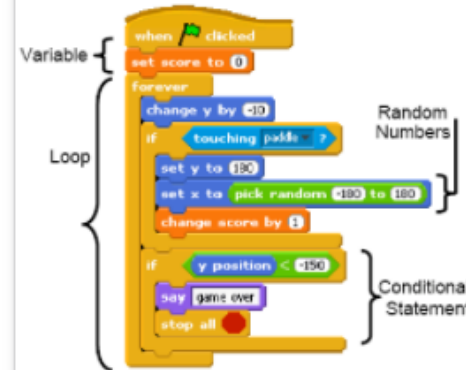 when clicked
Variable
set score to 0
forever
change y by -10
if touching paddle ?
Random
Numbers
Loop
set y to 180
set x to pick random -180 to 180
change score by 1
if y position < -150
say game over
Conditiona
Statement
stop all